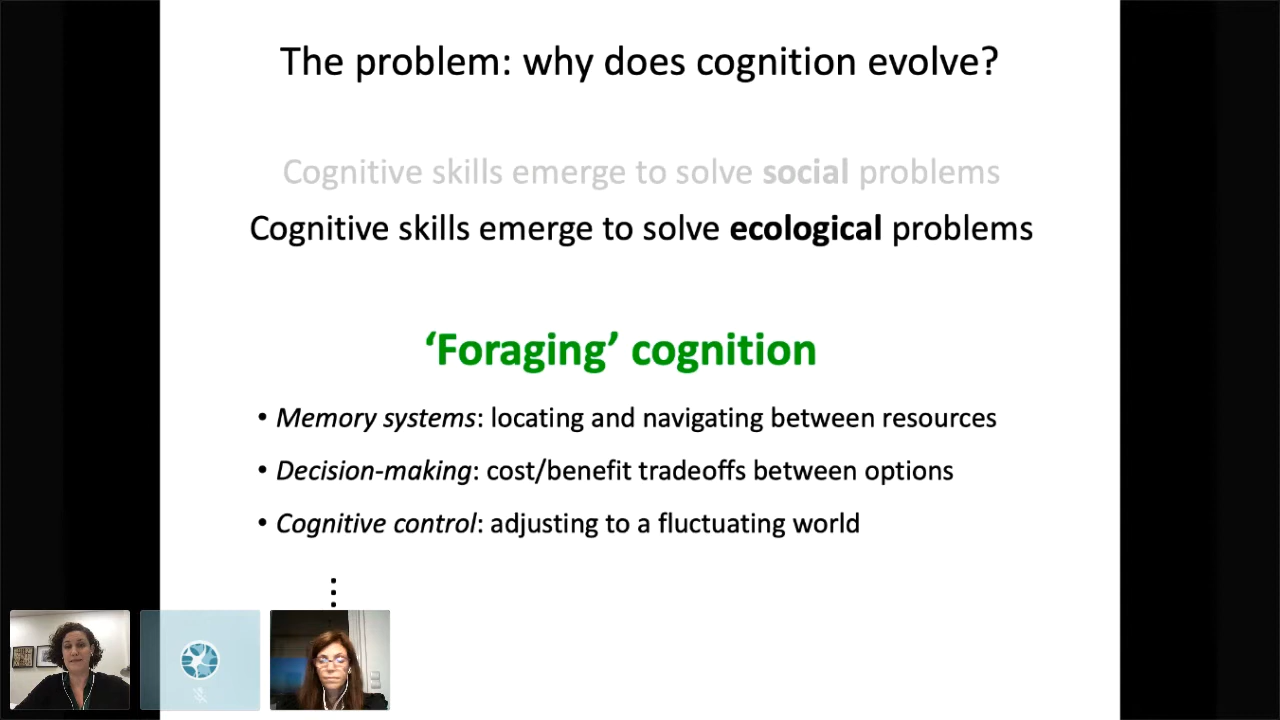 The problem: why does cognition evolve?
Cognitive skills emerge to solve social problems
Cognitive skills emerge to solve ecological problems
‘Foraging’ cognition
• Memory systems: locating and navigating between resources
• Decision-making: cost/benefit tradeoffs between options
• Cognitive control: adjusting to a fluctuating world
⋮